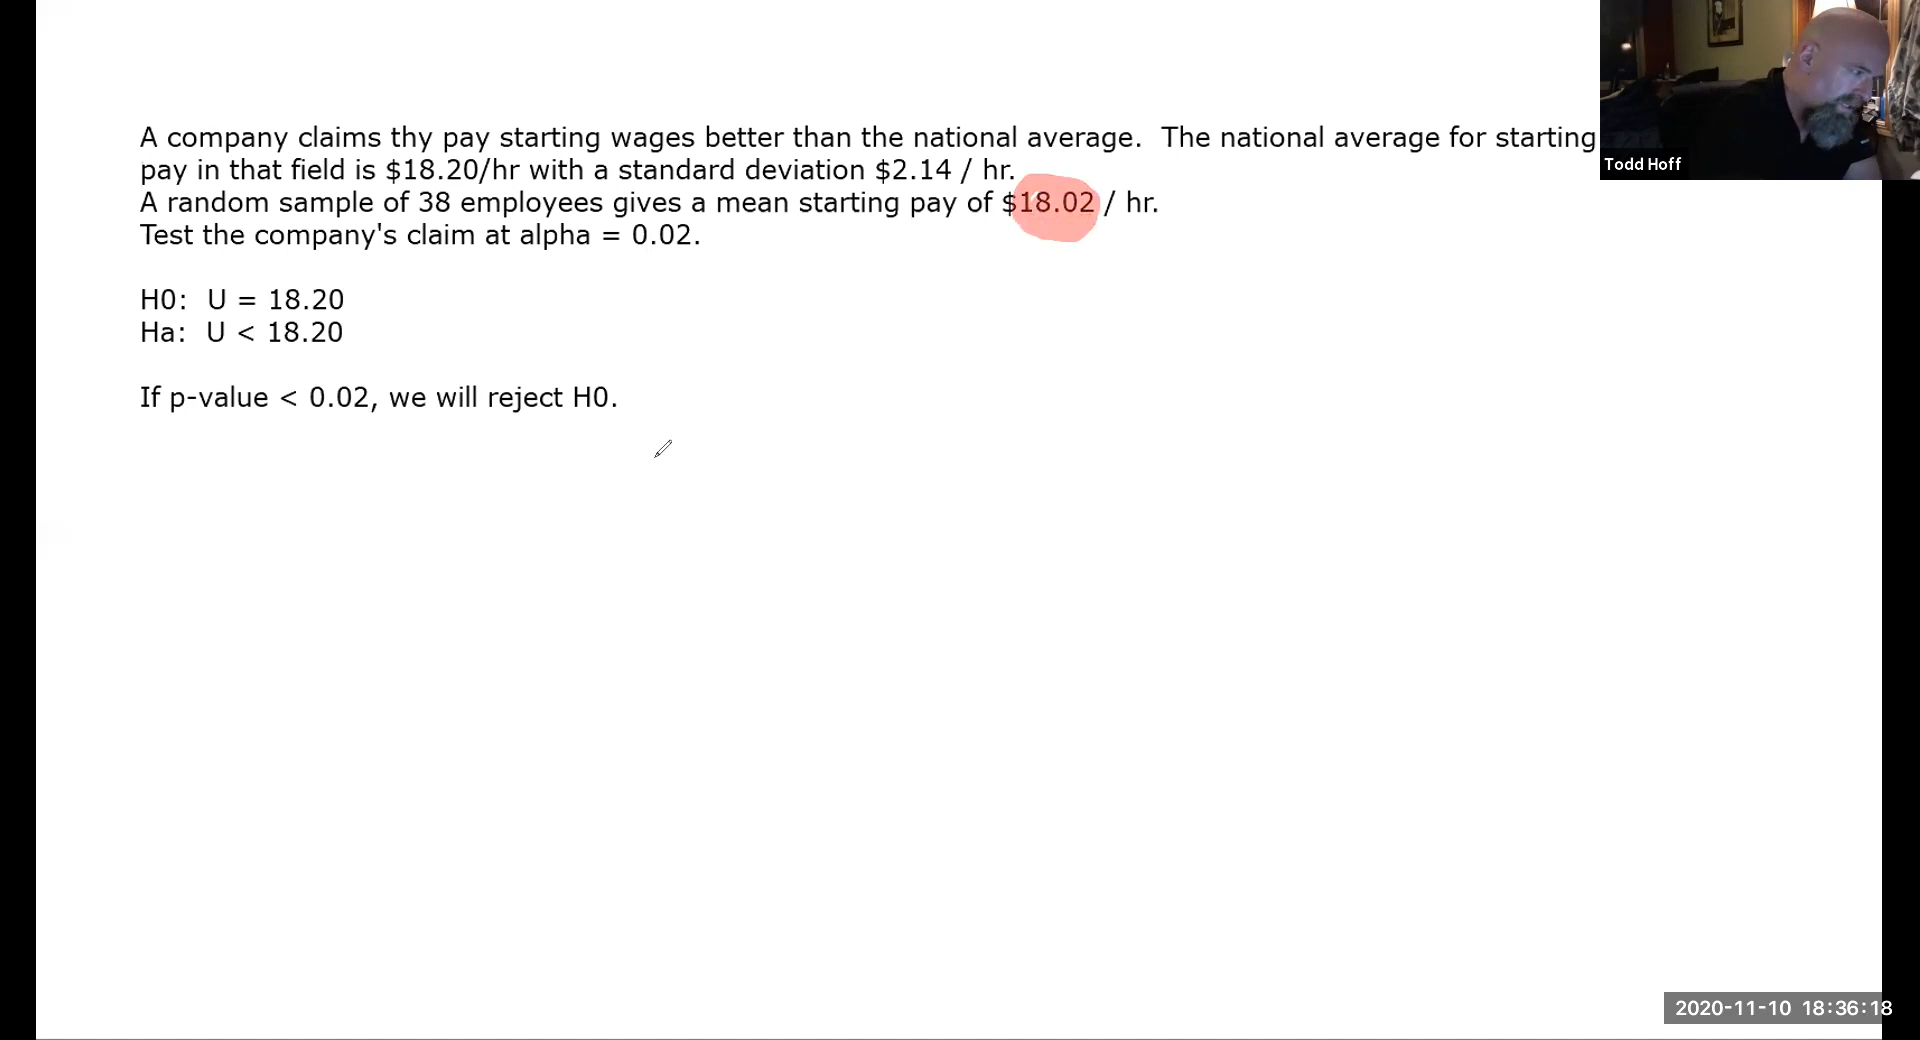 A company claims thy pay starting wages better than the national average.  The national average for starting
pay in that field is $18.20/hr with a standard deviation $2.14 / hr.
A random sample of 38 employees gives a mean starting pay of $18.02 / hr.
Test the company's claim at alpha = 0.02.
H0:  U = 18.20
Ha:  U < 18.20
If p-value < 0.02, we will reject H0.
Todd Hoff
2020-11-10  18:36:18